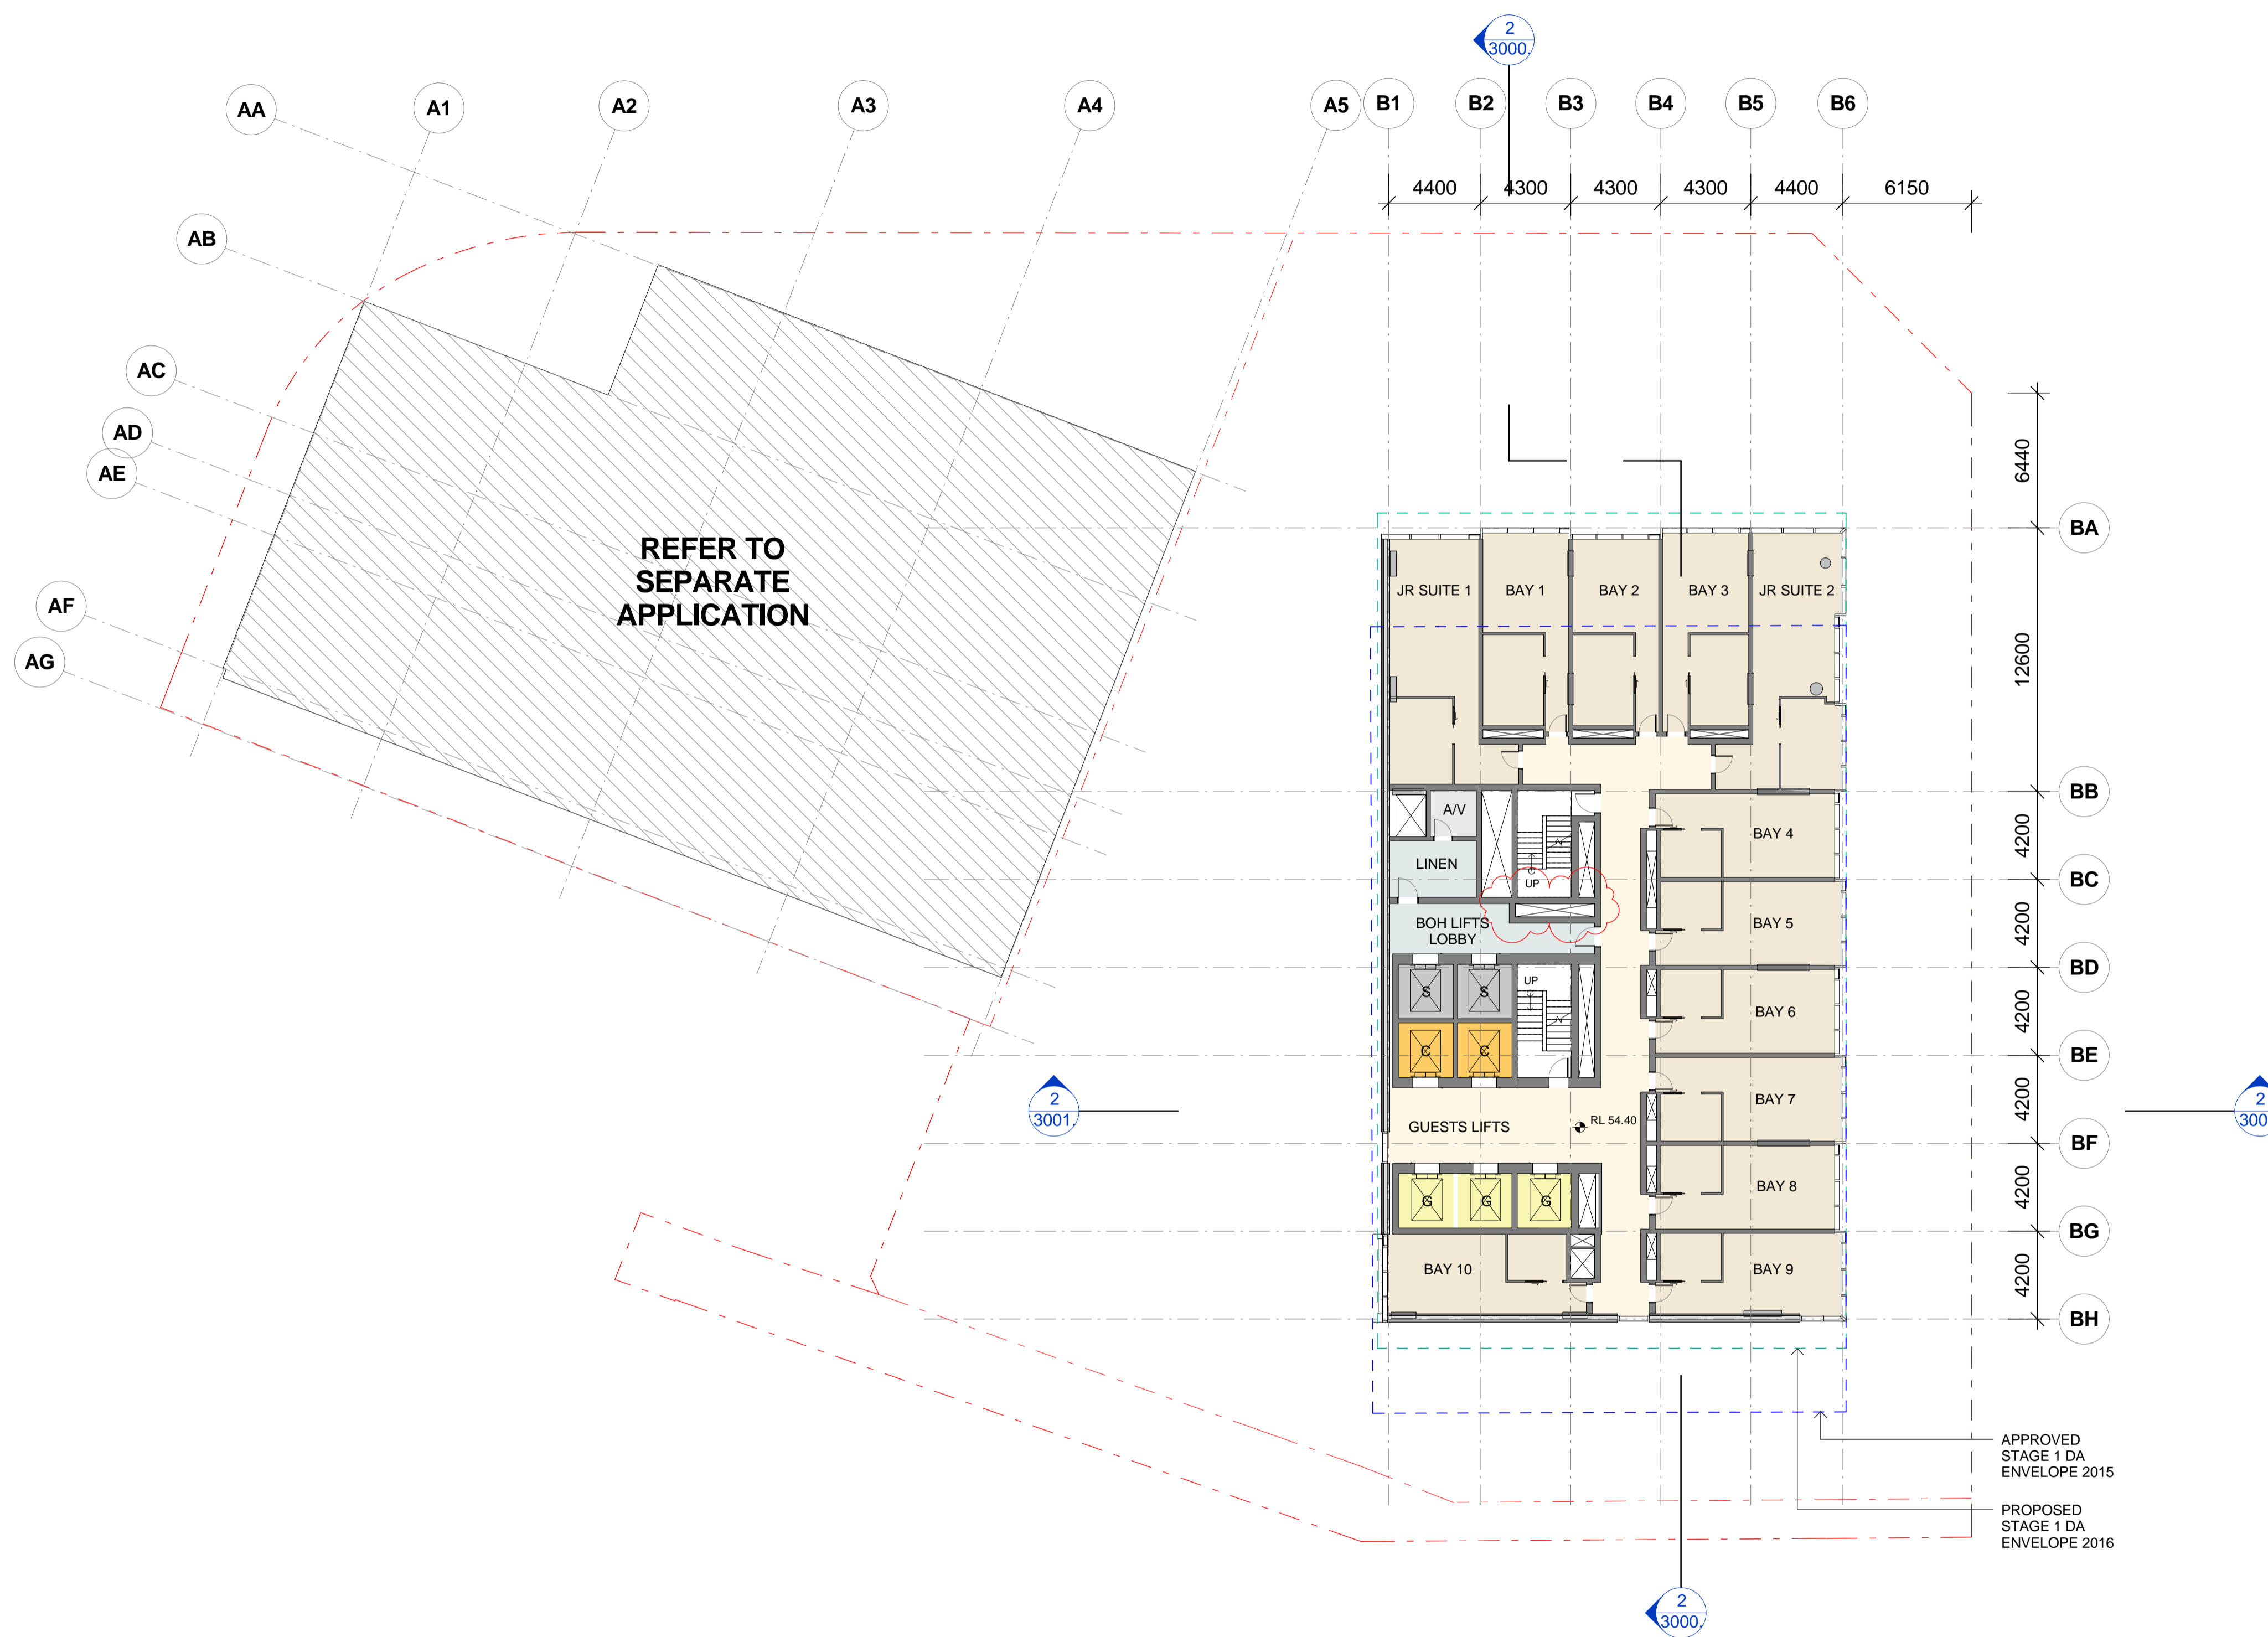 2
3000.
AA
A1
A2
A3
A4
A5
B1
B2
B3
B4
B5
B6
4400
4300
4300
4300
4400
6150
AB
AC
AD
AE
AF
AG
REFER TO
SEPARATE
APPLICATION
6440
BA
12600
JR SUITE 1
BAY 1
BAY 2
BAY 3
JR SUITE 2
BB
A/V
BAY 4
4200
LINEN
UP
BC
BOH LIFTS
LOBBY
BAY 5
4200
BD
S
S
UP
BAY 6
4200
C
C
BE
2
3001.
GUESTS LIFTS
RL 54.40
BAY 7
4200
2
BF
G
G
G
BAY 8
4200
BG
BAY 10
BAY 9
4200
BH
APPROVED
STAGE 1 DA
ENVELOPE 2015
PROPOSED
STAGE 1 DA
ENVELOPE 2016
2
3000.